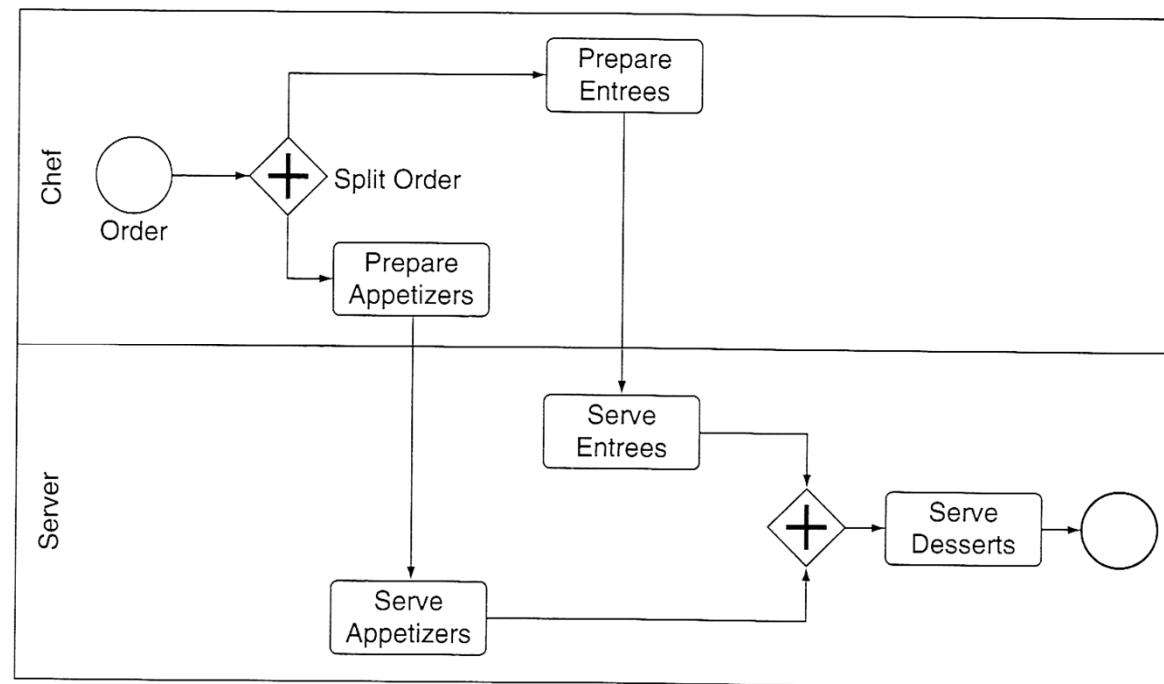 Chef
Prepare
Entrees
Split Order
Order
Prepare
Appetizers
Server
Serve
Entrees
Serve
Desserts
Serve
Appetizers